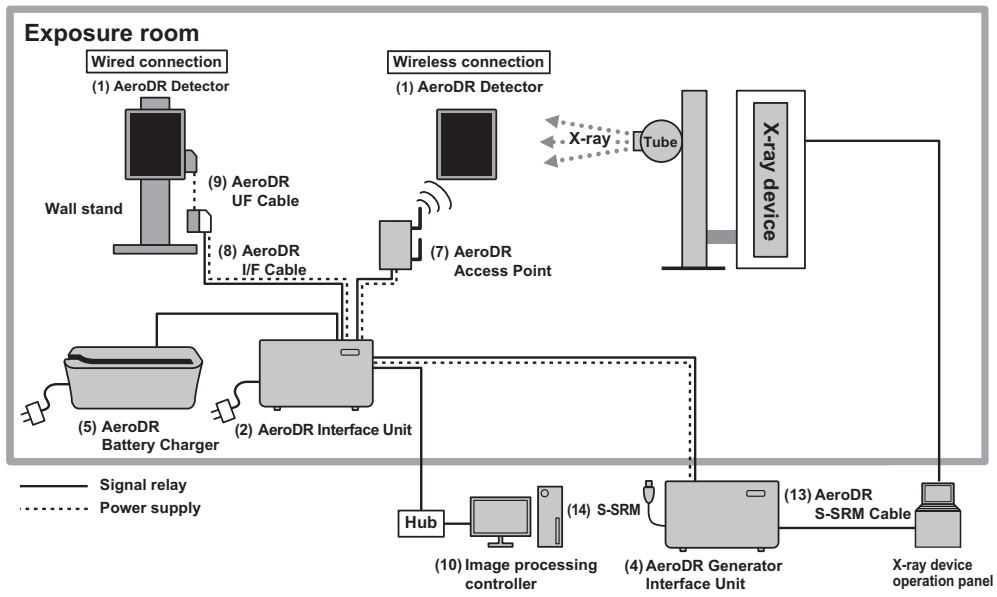 Exposure room
Wired connection
(1) AeroDR Detector
Wireless connection
(1) AeroDR Detector
X-ray
Tube
X-ray device
(9) AeroDR
UF Cable
Wall stand
(8) AeroDR
I/F Cable
(7) AeroDR
Access Point
(5) AeroDR
Battery Charger
(2) AeroDR Interface Unit
Signal relay
Power supply
Hub
(10) Image processing
controller
(14) S-SRM
(4) AeroDR Generator
Interface Unit
(13) AeroDR
S-SRM Cable
X-ray device
operation panel